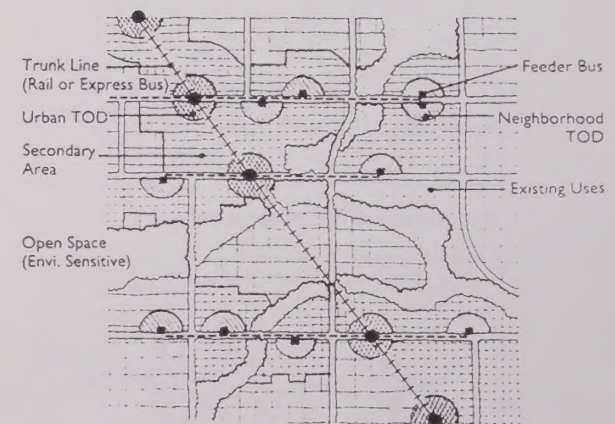 Trunk Line
(Rail or Express Bus)
Urban TOD
Secondary
Area
Open Space
(Envi. Sensitive)
Feeder Bus
Neighborhood
TOD
Existing Uses